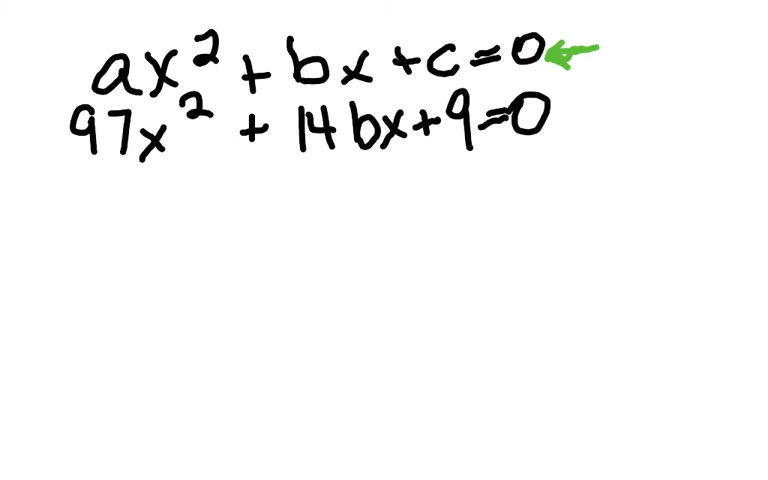 ax² + bx + c = 0
97x² + 14bx + 9 = 0